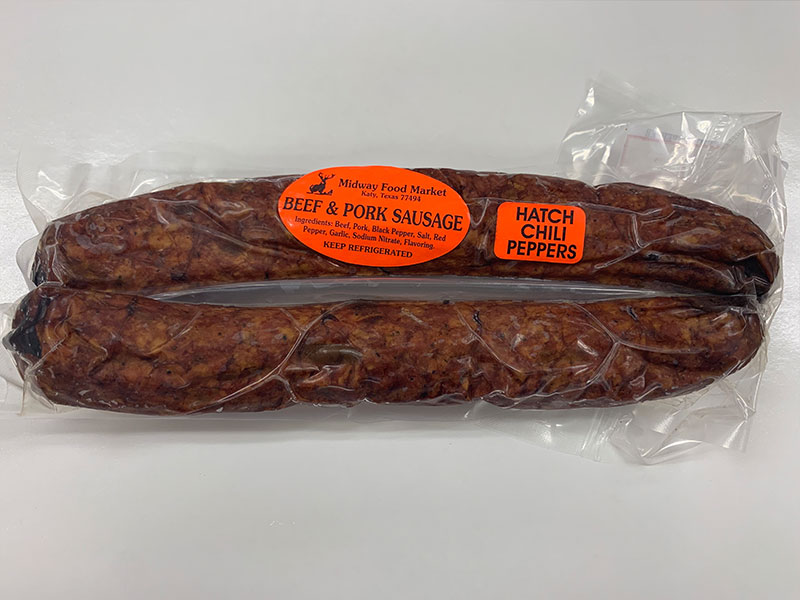 Midway Food Market
Katy, Texas 77494
BEEF & PORK SAUSAGE
Ingredients: Beef, Pork, Black Pepper, Salt, Red
Pepper, Garlic, Sodium Nitrate, Flavoring.
KEEP REFRIGERATED
HATCH
CHILI
PEPPERS